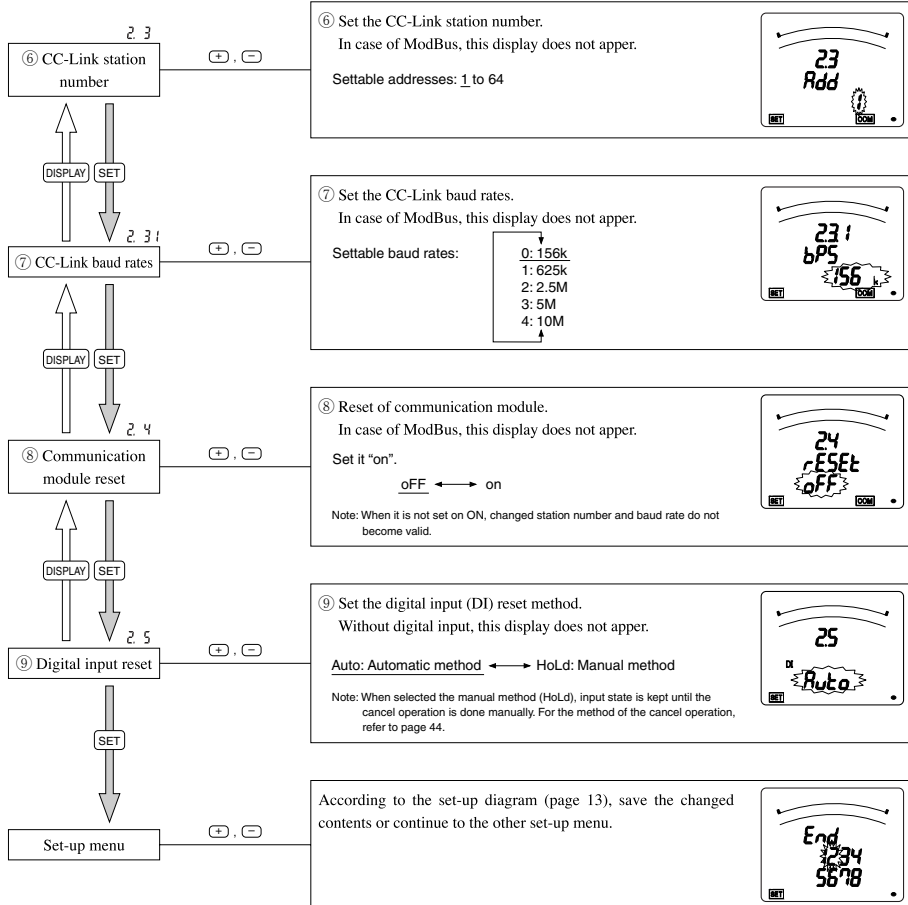 2. 3
⑥ CC-Link station
number
+ , −
⑥ Set the CC-Link station number.
In case of ModBus, this display does not apper.
Settable addresses: 1 to 64
2.3
Add
1
SET COM
DISPLAY SET
2. 31
⑦ CC-Link baud rates
+ , −
⑦ Set the CC-Link baud rates.
In case of ModBus, this display does not apper.
Settable baud rates:
0: 156k
1: 625k
2: 2.5M
3: 5M
4: 10M
2.3.1
bPS
156 k
SET COM
DISPLAY SET
2. 4
⑧ Communication
module reset
+ , −
⑧ Reset of communication module.
In case of ModBus, this display does not apper.
Set it “on”.
oFF on
Note: When it is not set on ON, changed station number and baud rate do not
become valid.
2.4
rESEt
oFF
SET COM
DISPLAY SET
2. 5
⑨ Digital input reset
+ , −
⑨ Set the digital input (DI) reset method.
Without digital input, this display does not apper.
Auto: Automatic method HoLd: Manual method
Note: When selected the manual method (HoLd), input state is kept until the
cancel operation is done manually. For the method of the cancel operation,
refer to page 44.
2.5
DI
Auto
SET
SET
Set-up menu
+ , −
According to the set-up diagram (page 13), save the changed
contents or continue to the other set-up menu.
End
1234
5678
SET